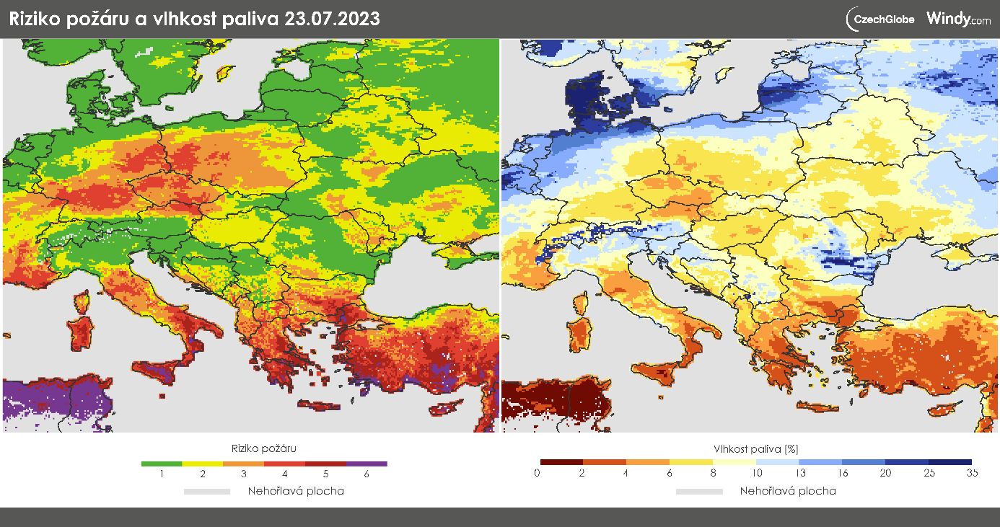 Riziko požáru a vlhkost paliva 23.07.2023
CzechGlobe Windy.com
Riziko požáru
1 2 3 4 5 6
Nehořlavá plocha
Vlhkost paliva [%]
0 2 4 6 8 10 13 16 20 25 35
Nehořlavá plocha